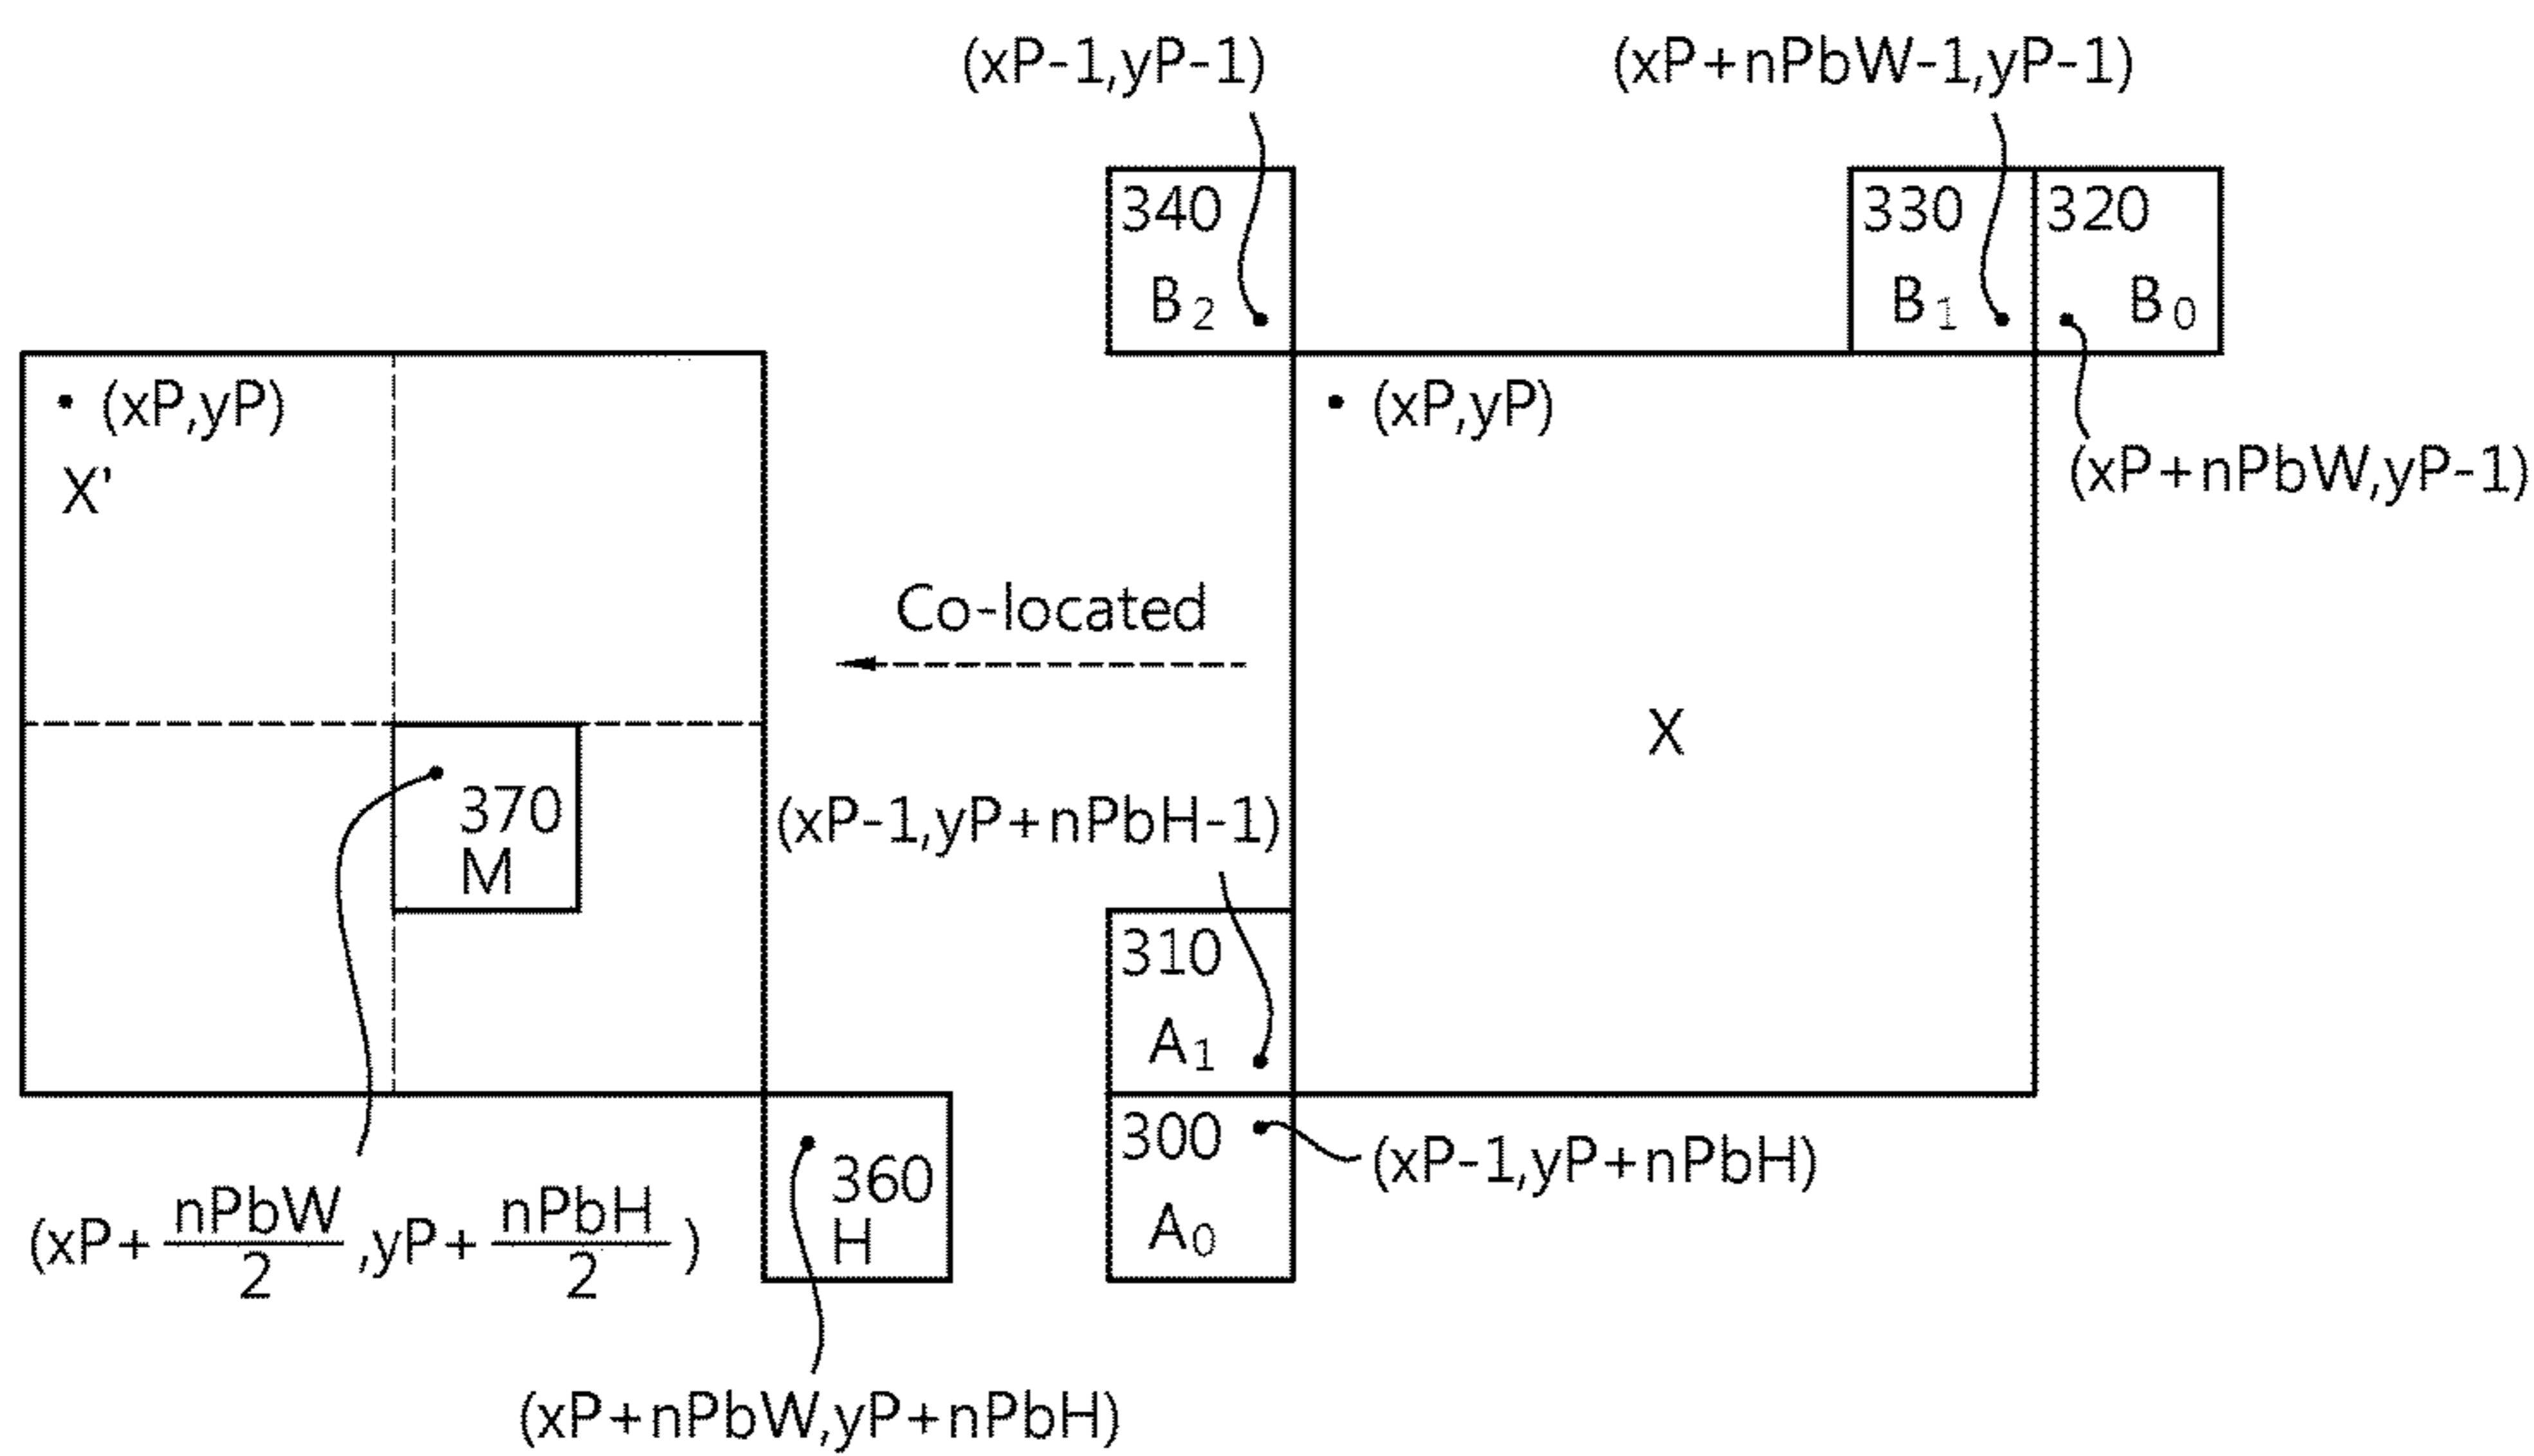 (xP-1,yP-1)
(xP+nPbW-1,yP-1)
340
B2
330
B1
320
B0
(xP+nPbW,yP-1)
(xP,yP)
X'
(xP,yP)
Co-located
X
370
M
(xP-1,yP+nPbH-1)
310
A1
300
A0
(xP-1,yP+nPbH)
360
H
(xP+nPbW/2,yP+nPbH/2)
(xP+nPbW,yP+nPbH)